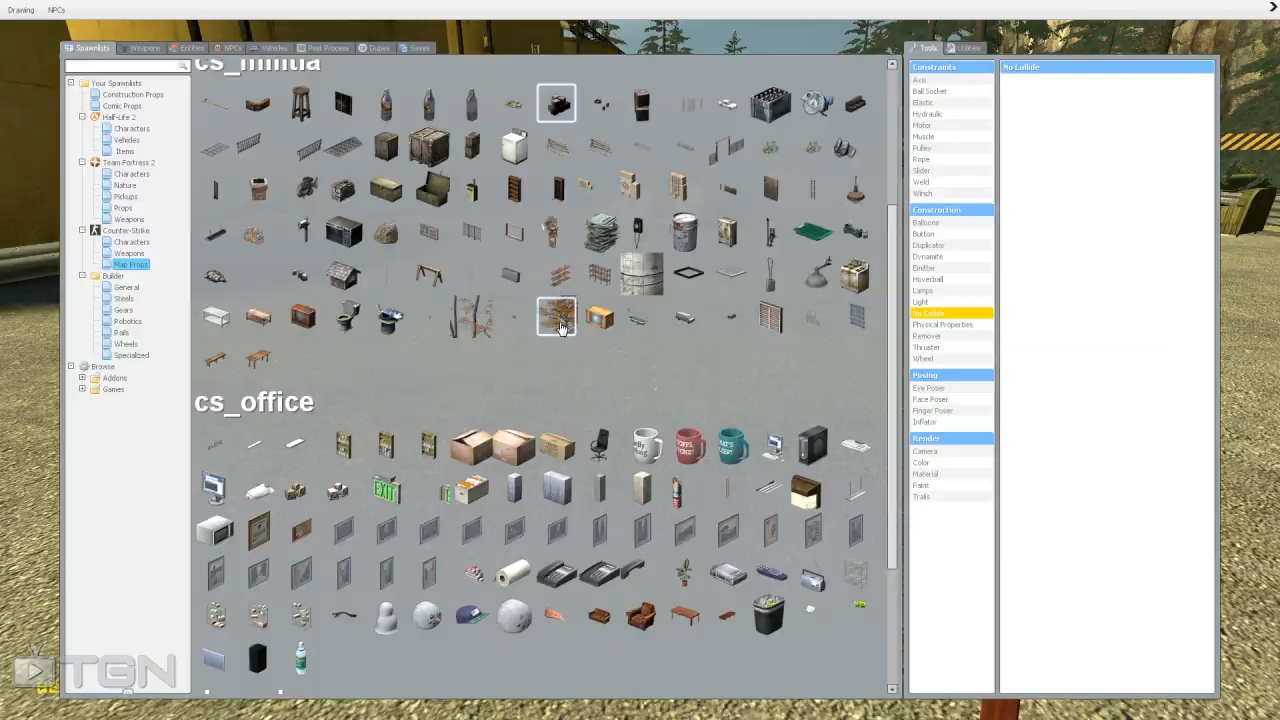 Drawing NPCs
Spawnlists Weapons Entities NPCs Vehicles Post Process Dupes Saves
Tools Utilities
Your Spawnlists
Construction Props
Comic Props
Half-Life 2
Characters
Vehicles
Items
Team Fortress 2
Characters
Nature
Pickups
Props
Weapons
Counter-Strike
Characters
Weapons
Map Props
Builder
General
Steels
Gears
Robotics
Rails
Wheels
Specialized
Browse
Addons
Games
cs_militia
cs_office
EXIT
Constraints
Axis
Ball Socket
Elastic
Hydraulic
Motor
Muscle
Pulley
Rope
Slider
Weld
Winch
Construction
Balloons
Button
Duplicator
Dynamite
Emitter
Hoverball
Lamps
Light
No Collide
Physical Properties
Remover
Thruster
Wheel
Posing
Eye Poser
Face Poser
Finger Poser
Inflator
Render
Camera
Color
Material
Paint
Trails
No Collide
TGN